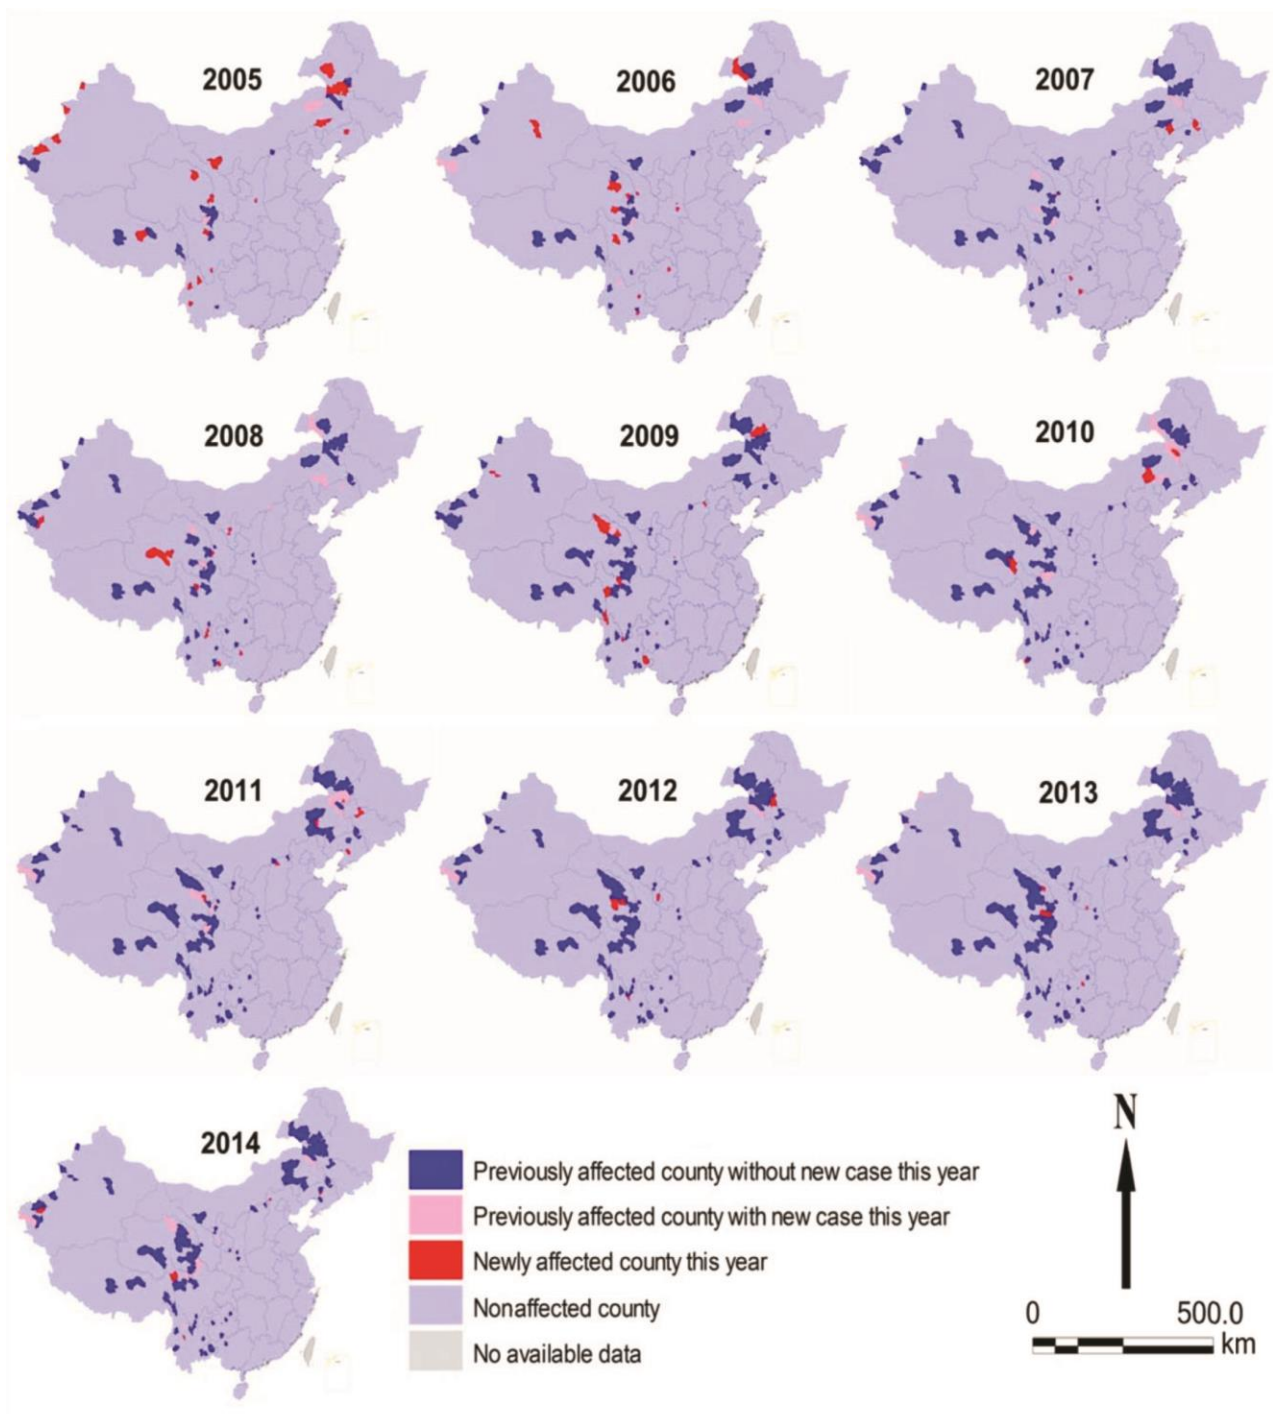 2005
2006
2007
2008
2009
2010
2011
2012
2013
2014
Previously affected county without new case this year
Previously affected county with new case this year
Newly affected county this year
Nonaffected county
No available data
N
0 500.0
km